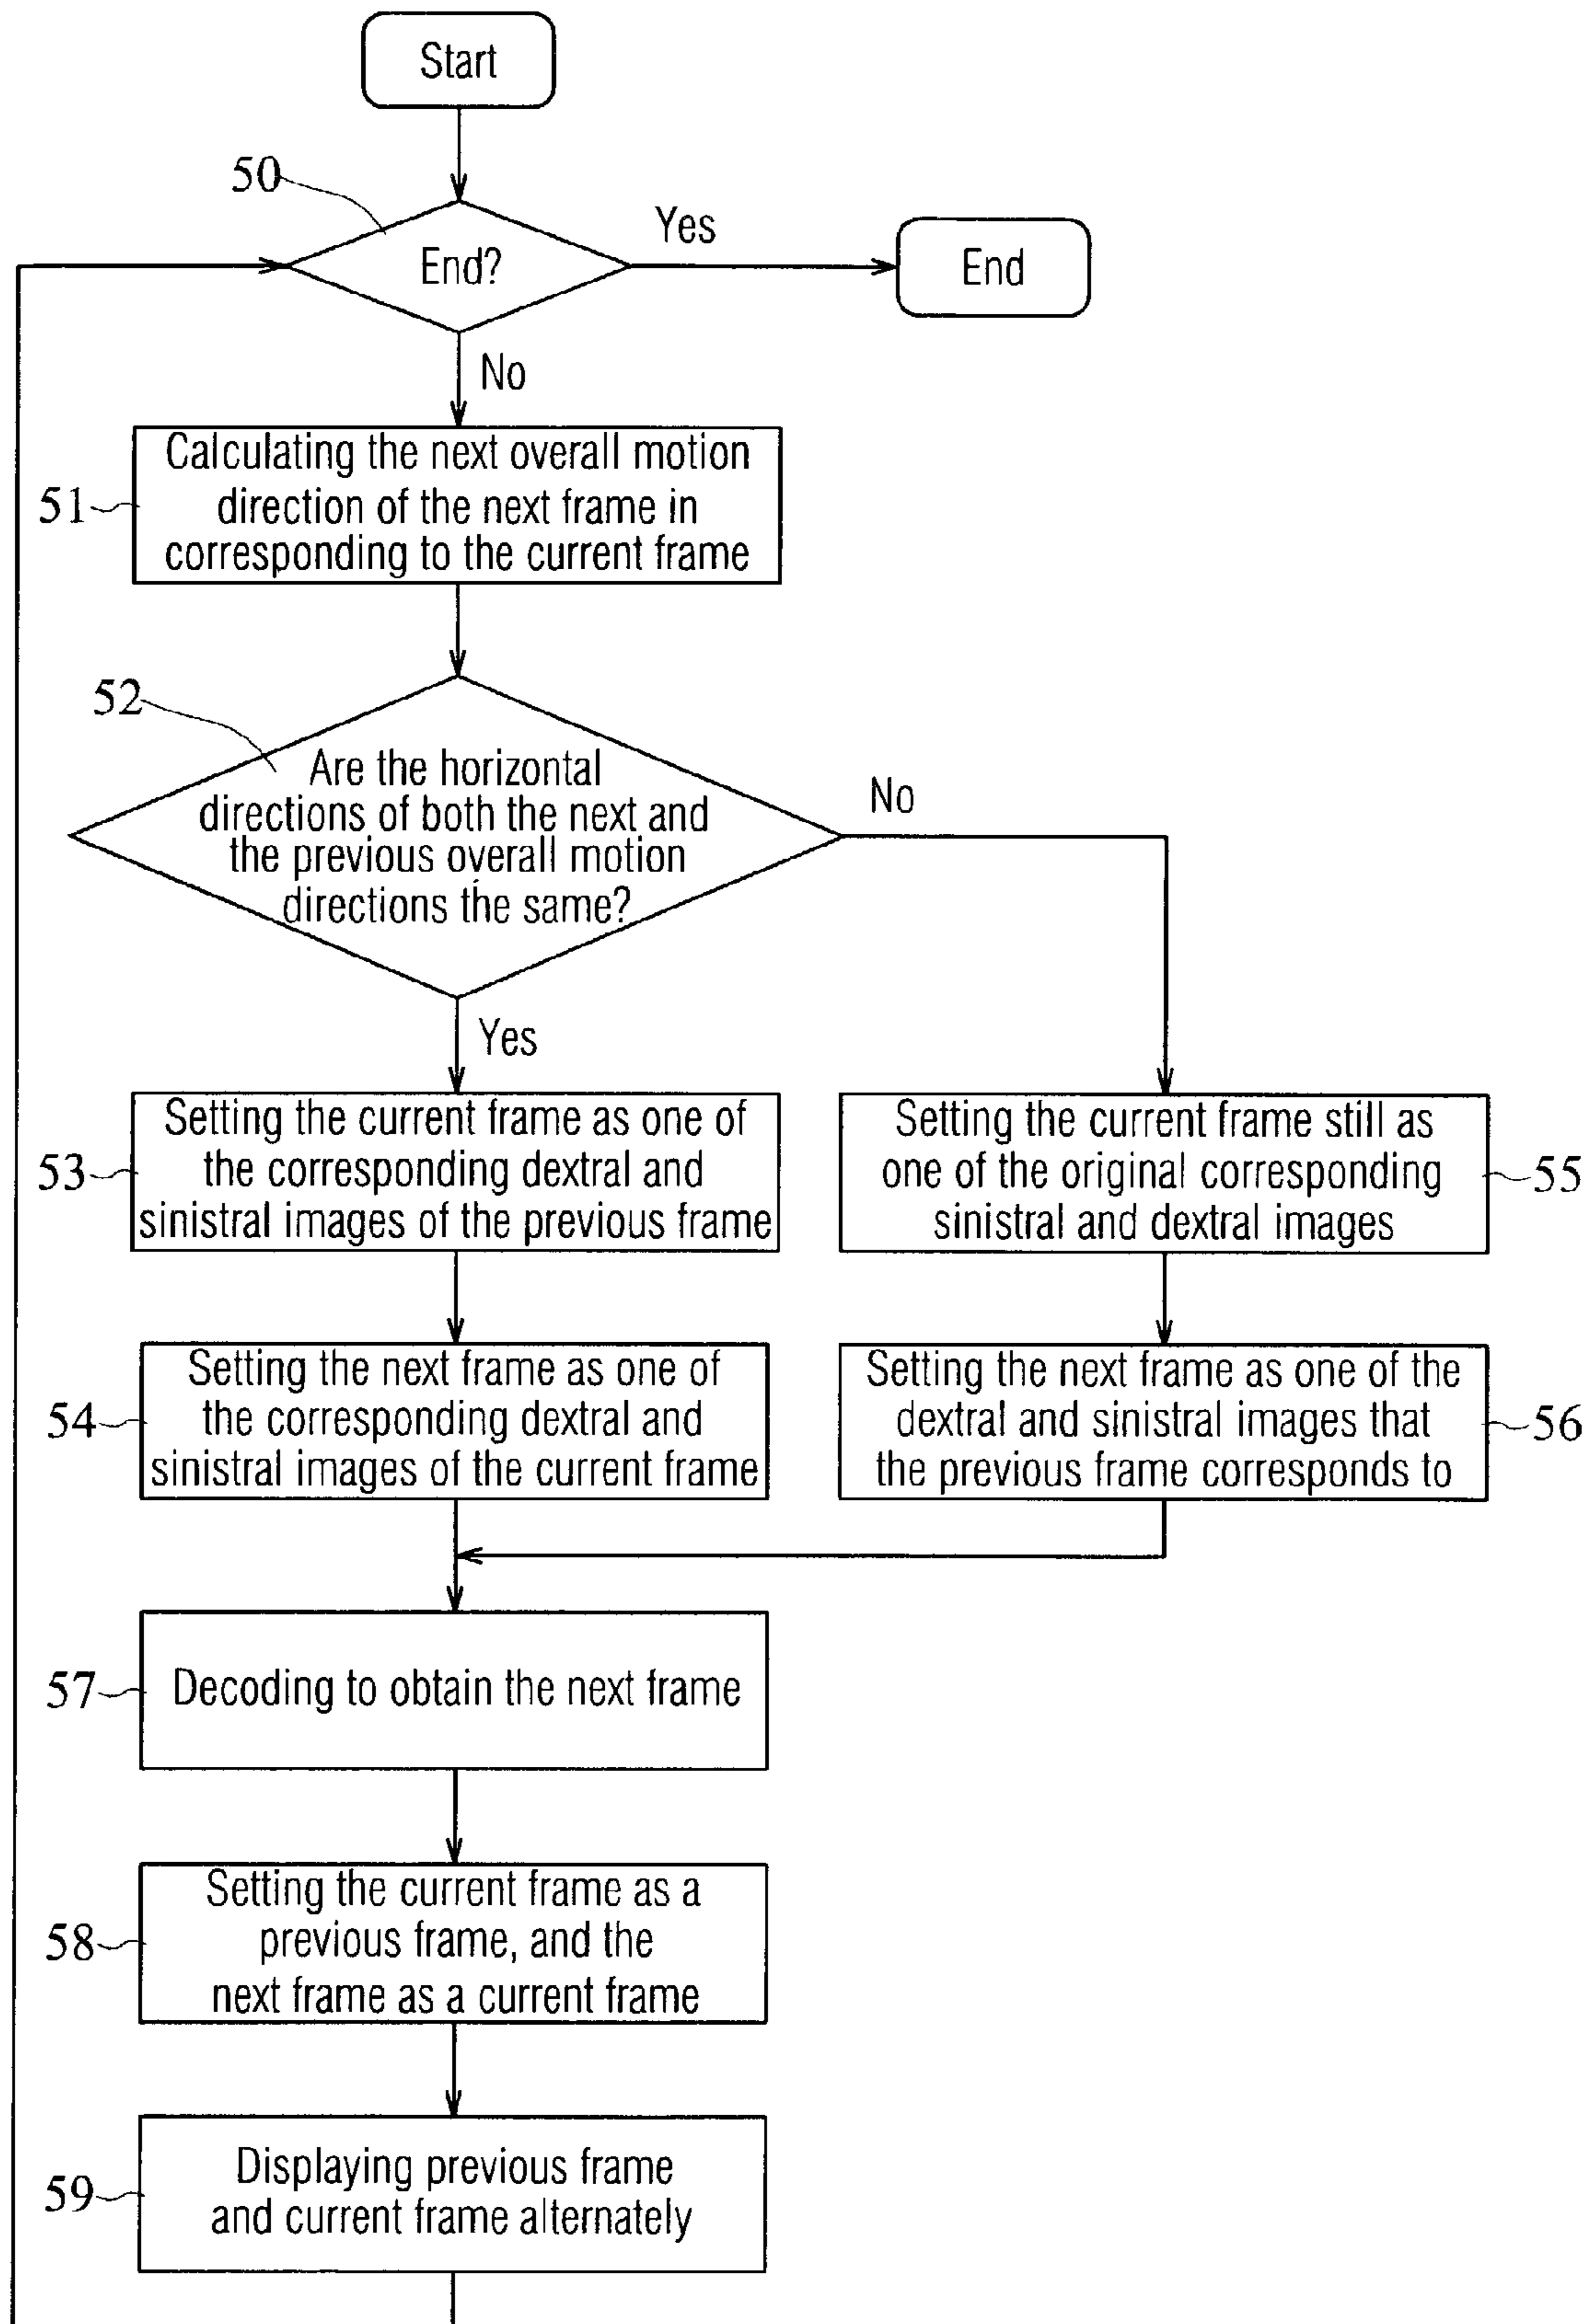 Start
50
End?
Yes
End
No
Calculating the next overall motion
direction of the next frame in
corresponding to the current frame
51
52
Are the horizontal
directions of both the next and
the previous overall motion
directions the same?
No
Yes
Setting the current frame as one of
the corresponding dextral and
sinistral images of the previous frame
53
Setting the current frame still as
one of the original corresponding
sinistral and dextral images
55
Setting the next frame as one of
the corresponding dextral and
sinistral images of the current frame
54
Setting the next frame as one of the
dextral and sinistral images that
the previous frame corresponds to
56
Decoding to obtain the next frame
57
Setting the current frame as a
previous frame, and the
next frame as a current frame
58
Displaying previous frame
and current frame alternately
59